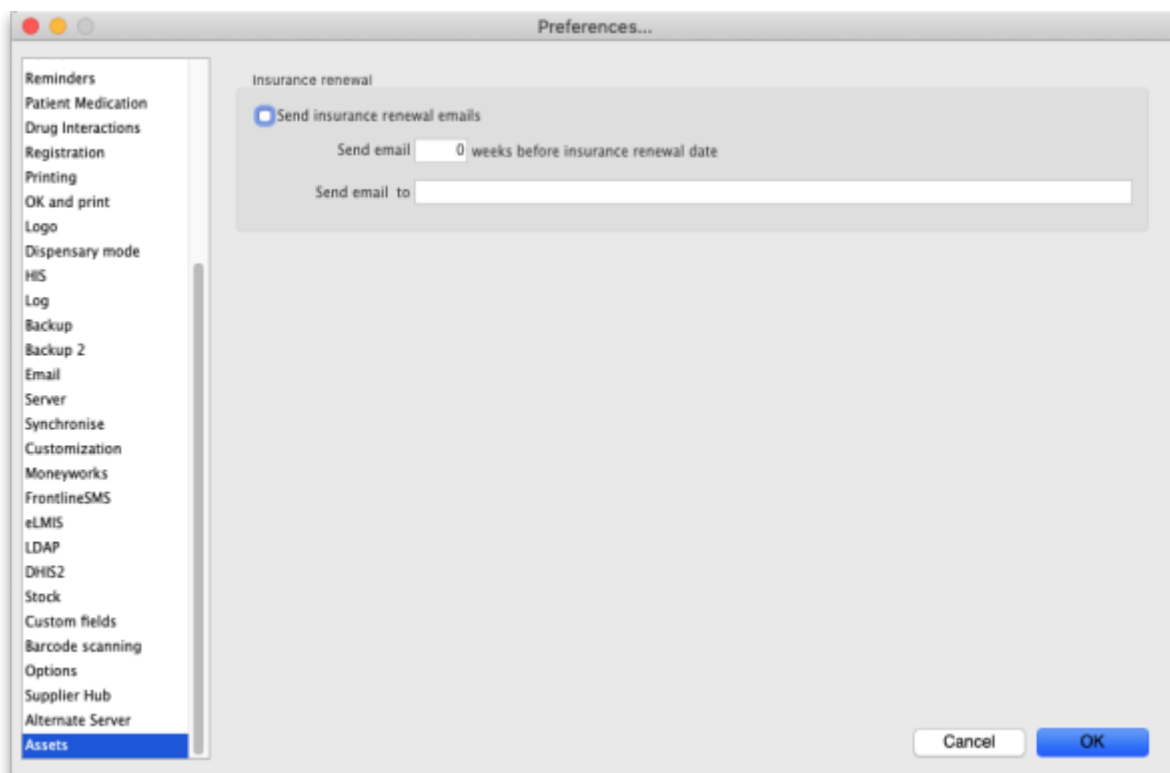 Preferences...
Reminders
Patient Medication
Drug Interactions
Registration
Printing
OK and print
Logo
Dispensary mode
HIS
Log
Backup
Backup 2
Email
Server
Synchronise
Customization
Moneyworks
FrontlineSMS
eLMIS
LDAP
DHIS2
Stock
Custom fields
Barcode scanning
Options
Supplier Hub
Alternate Server
Assets
Insurance renewal
Send insurance renewal emails
Send email 0 weeks before insurance renewal date
Send email to
Cancel OK